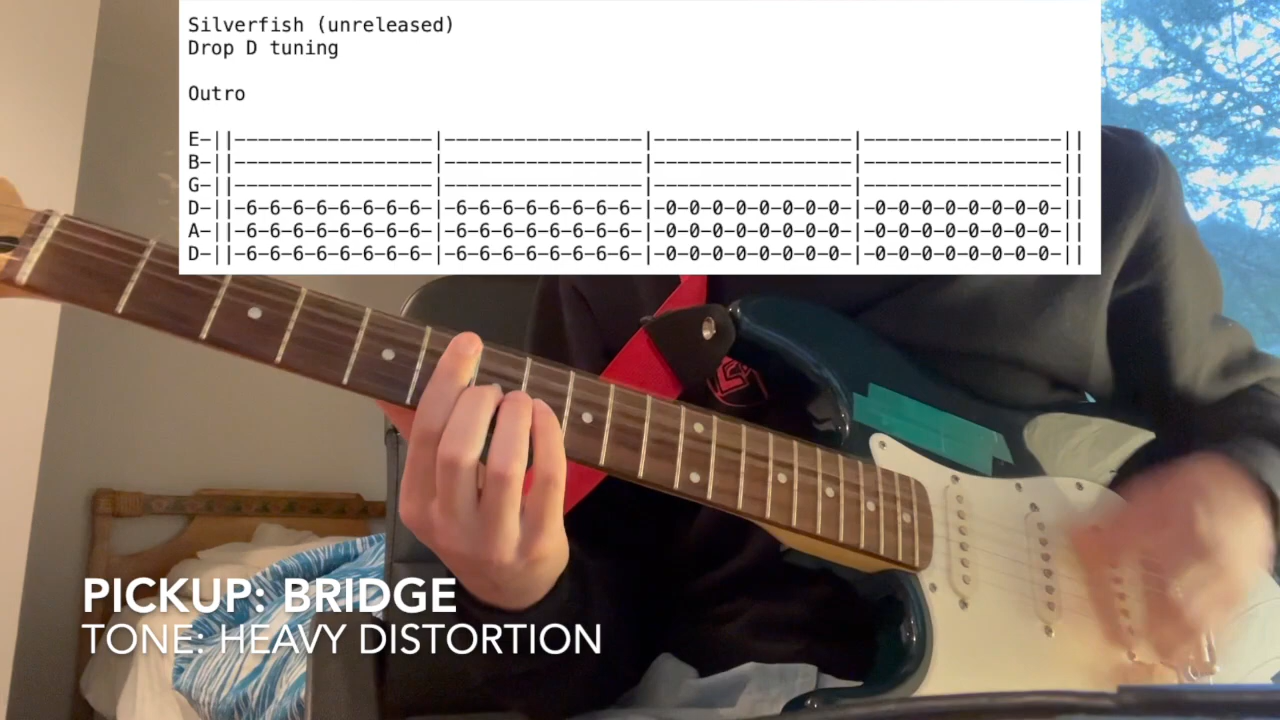 Silverfish (unreleased)
Drop D tuning
Outro
E-||-----------------|-----------------|-----------------|-----------------||
B-||-----------------|-----------------|-----------------|-----------------||
G-||-----------------|-----------------|-----------------|-----------------||
D-||-6-6-6-6-6-6-6-6-|-6-6-6-6-6-6-6-6-|-0-0-0-0-0-0-0-0-|-0-0-0-0-0-0-0-0-||
A-||-6-6-6-6-6-6-6-6-|-6-6-6-6-6-6-6-6-|-0-0-0-0-0-0-0-0-|-0-0-0-0-0-0-0-0-||
D-||-6-6-6-6-6-6-6-6-|-6-6-6-6-6-6-6-6-|-0-0-0-0-0-0-0-0-|-0-0-0-0-0-0-0-0-||
PICKUP: BRIDGE
TONE: HEAVY DISTORTION